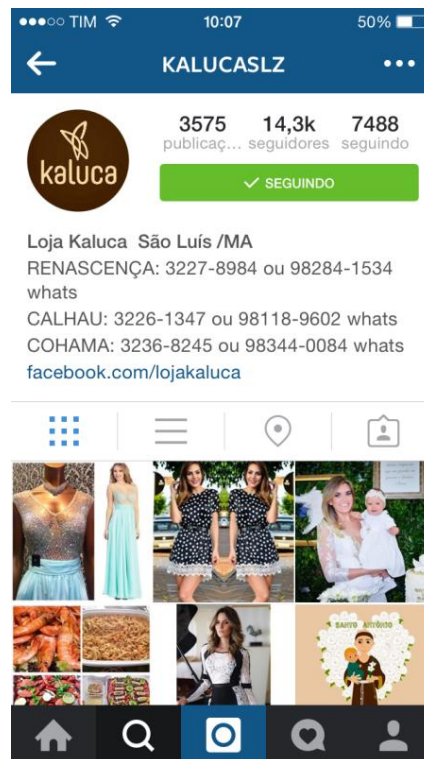 TIM 10:07 50%
KALUCASLZ
kaluca
3575 14,3k 7488
publicaç... seguidores seguindo
SEGUINDO
Loja Kaluca São Luís /MA
RENASCENÇA: 3227-8984 ou 98284-1534
whats
CALHAU: 3226-1347 ou 98118-9602 whats
COHAMA: 3236-8245 ou 98344-0084 whats
facebook.com/lojakaluca
SANTO ANTÔNIO